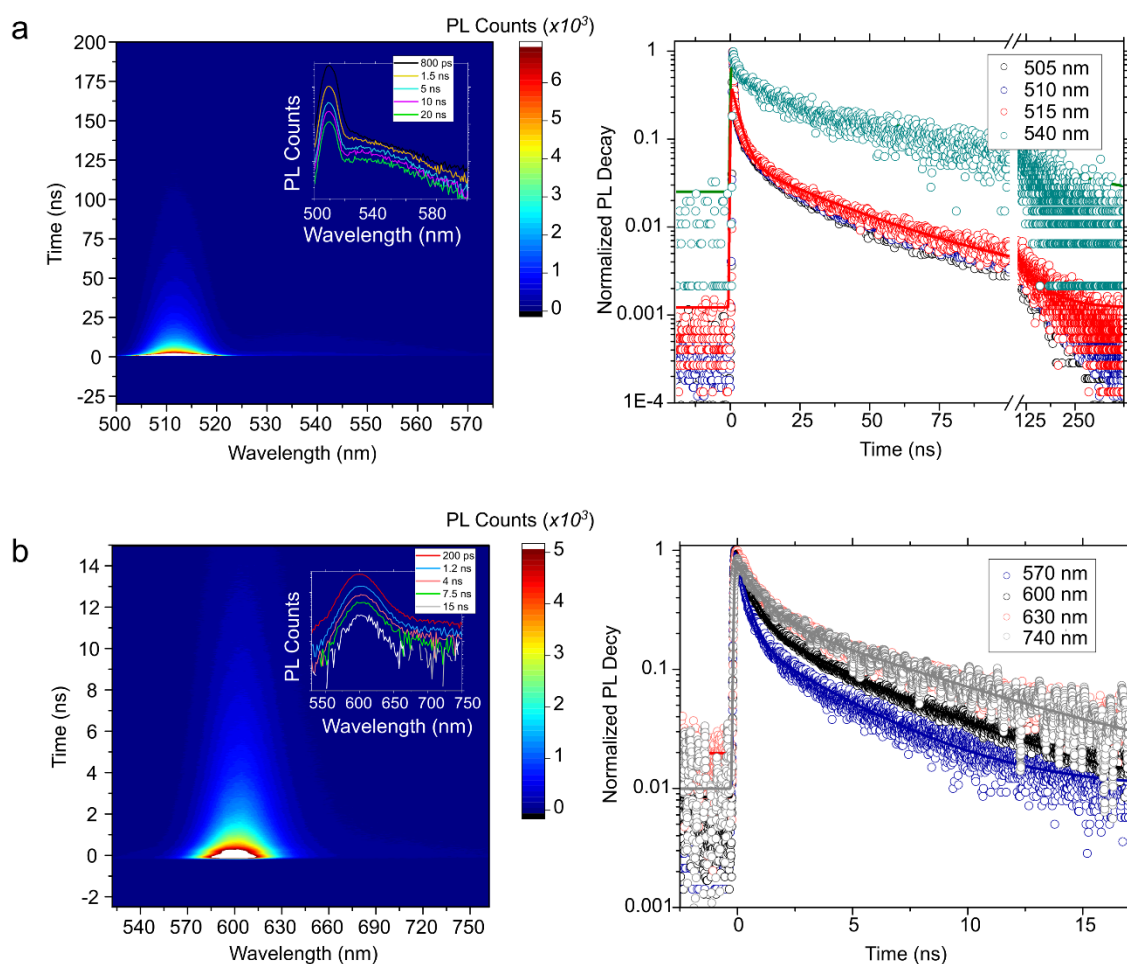 a
PL Counts (x10³)
200
175
150
125
100
75
50
25
0
-25
Time (ns)
500 510 520 530 540 550 560 570
Wavelength (nm)
6
5
4
3
2
1
0
PL Counts
800 ps
1.5 ns
5 ns
10 ns
20 ns
500 540 580
Wavelength (nm)
Normalized PL Decay
1
0.1
0.01
0.001
1E-4
0 25 50 75 125 250
Time (ns)
505 nm
510 nm
515 nm
540 nm
b
PL Counts (x10³)
14
12
10
8
6
4
2
0
-2
Time (ns)
540 570 600 630 660 690 720 750
Wavelength (nm)
5
4
3
2
1
0
PL Counts
200 ps
1.2 ns
4 ns
7.5 ns
15 ns
550 600 650 700 750
Wavelength (nm)
Normalized PL Decy
1
0.1
0.01
0.001
0 5 10 15
Time (ns)
570 nm
600 nm
630 nm
740 nm